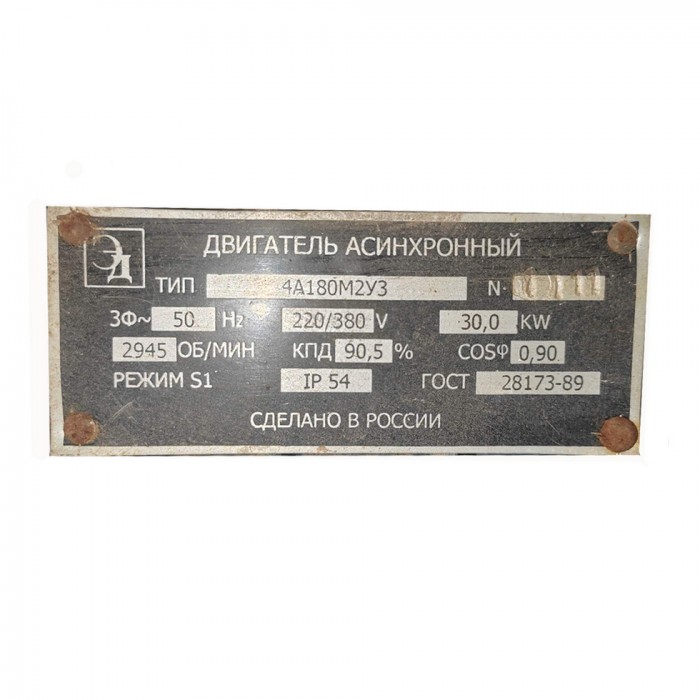 ЭД
ДВИГАТЕЛЬ АСИНХРОННЫЙ
ТИП 4А180М2У3 N-
3Ф~ 50 Hz 220/380 V 30,0 KW
2945 ОБ/МИН КПД 90,5 % COSφ 0,90
РЕЖИМ S1 IP 54 ГОСТ 28173-89
СДЕЛАНО В РОССИИ